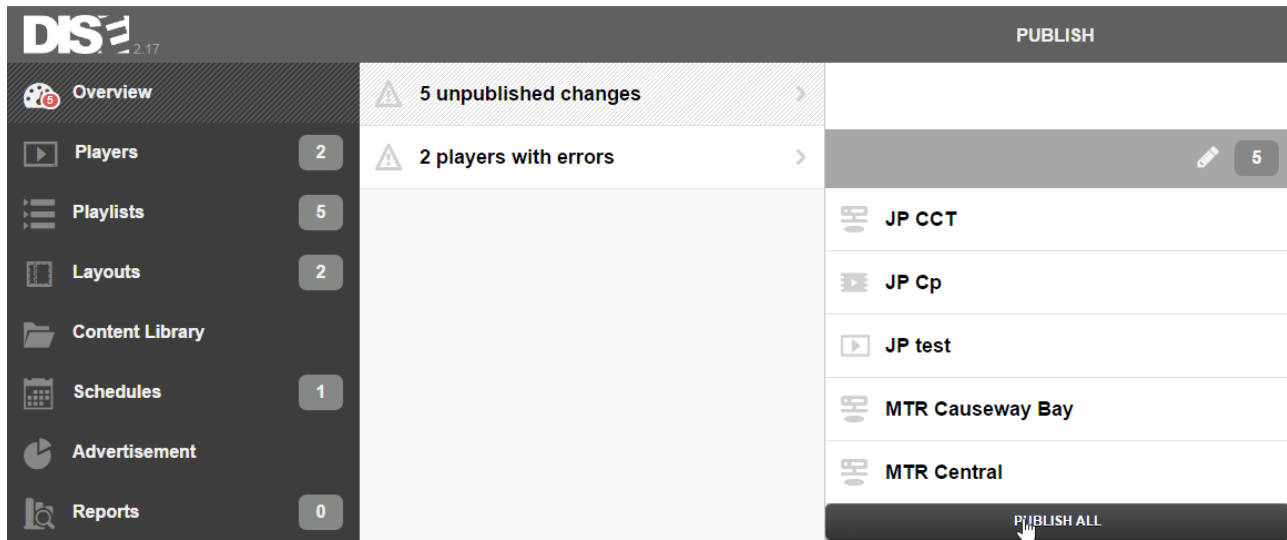 DISE 2.17
PUBLISH
Overview
5
Players
2
Playlists
5
Layouts
2
Content Library
Schedules
1
Advertisement
Reports
0
5 unpublished changes
2 players with errors
5
JP CCT
JP Cp
JP test
MTR Causeway Bay
MTR Central
PUBLISH ALL